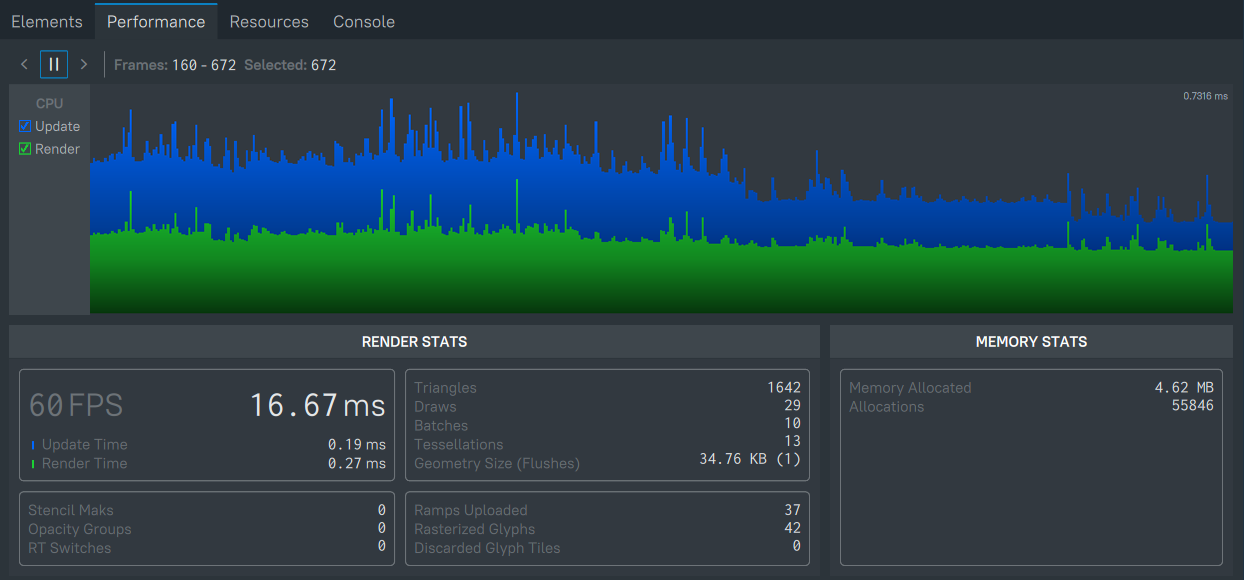 Elements Performance Resources Console
Frames: 160 - 672 Selected: 672
CPU
Update
Render
0.7316 ms
RENDER STATS
60 FPS 16.67 ms
Update Time 0.19 ms
Render Time 0.27 ms
Triangles 1642
Draws 29
Batches 10
Tessellations 13
Geometry Size (Flushes) 34.76 KB (1)
Stencil Maks 0
Opacity Groups 0
RT Switches 0
Ramps Uploaded 37
Rasterized Glyphs 42
Discarded Glyph Tiles 0
MEMORY STATS
Memory Allocated 4.62 MB
Allocations 55846